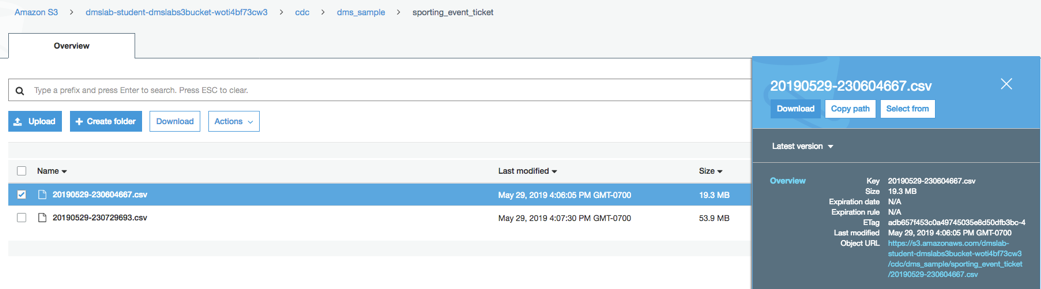 Amazon S3 > dmslab-student-dmslabs3bucket-woti4bf73cw3 > cdc > dms_sample > sporting_event_ticket
Overview
Type a prefix and press Enter to search. Press ESC to clear.
Upload + Create folder Download Actions
Name Last modified Size
20190529-230604667.csv May 29, 2019 4:06:05 PM GMT-0700 19.3 MB
20190529-230729693.csv May 29, 2019 4:07:30 PM GMT-0700 53.9 MB
20190529-230604667.csv
Download Copy path Select from
Latest version
Overview
Key 20190529-230604667.csv
Size 19.3 MB
Expiration date N/A
Expiration rule N/A
ETag adb657f453c0a49745035e6d50dfb3bc-4
Last modified May 29, 2019 4:06:05 PM GMT-0700
Object URL https://s3.amazonaws.com/dmslab-
student-dmslabs3bucket-woti4bf73cw3
/cdc/dms_sample/sporting_event_ticket
/20190529-230604667.csv